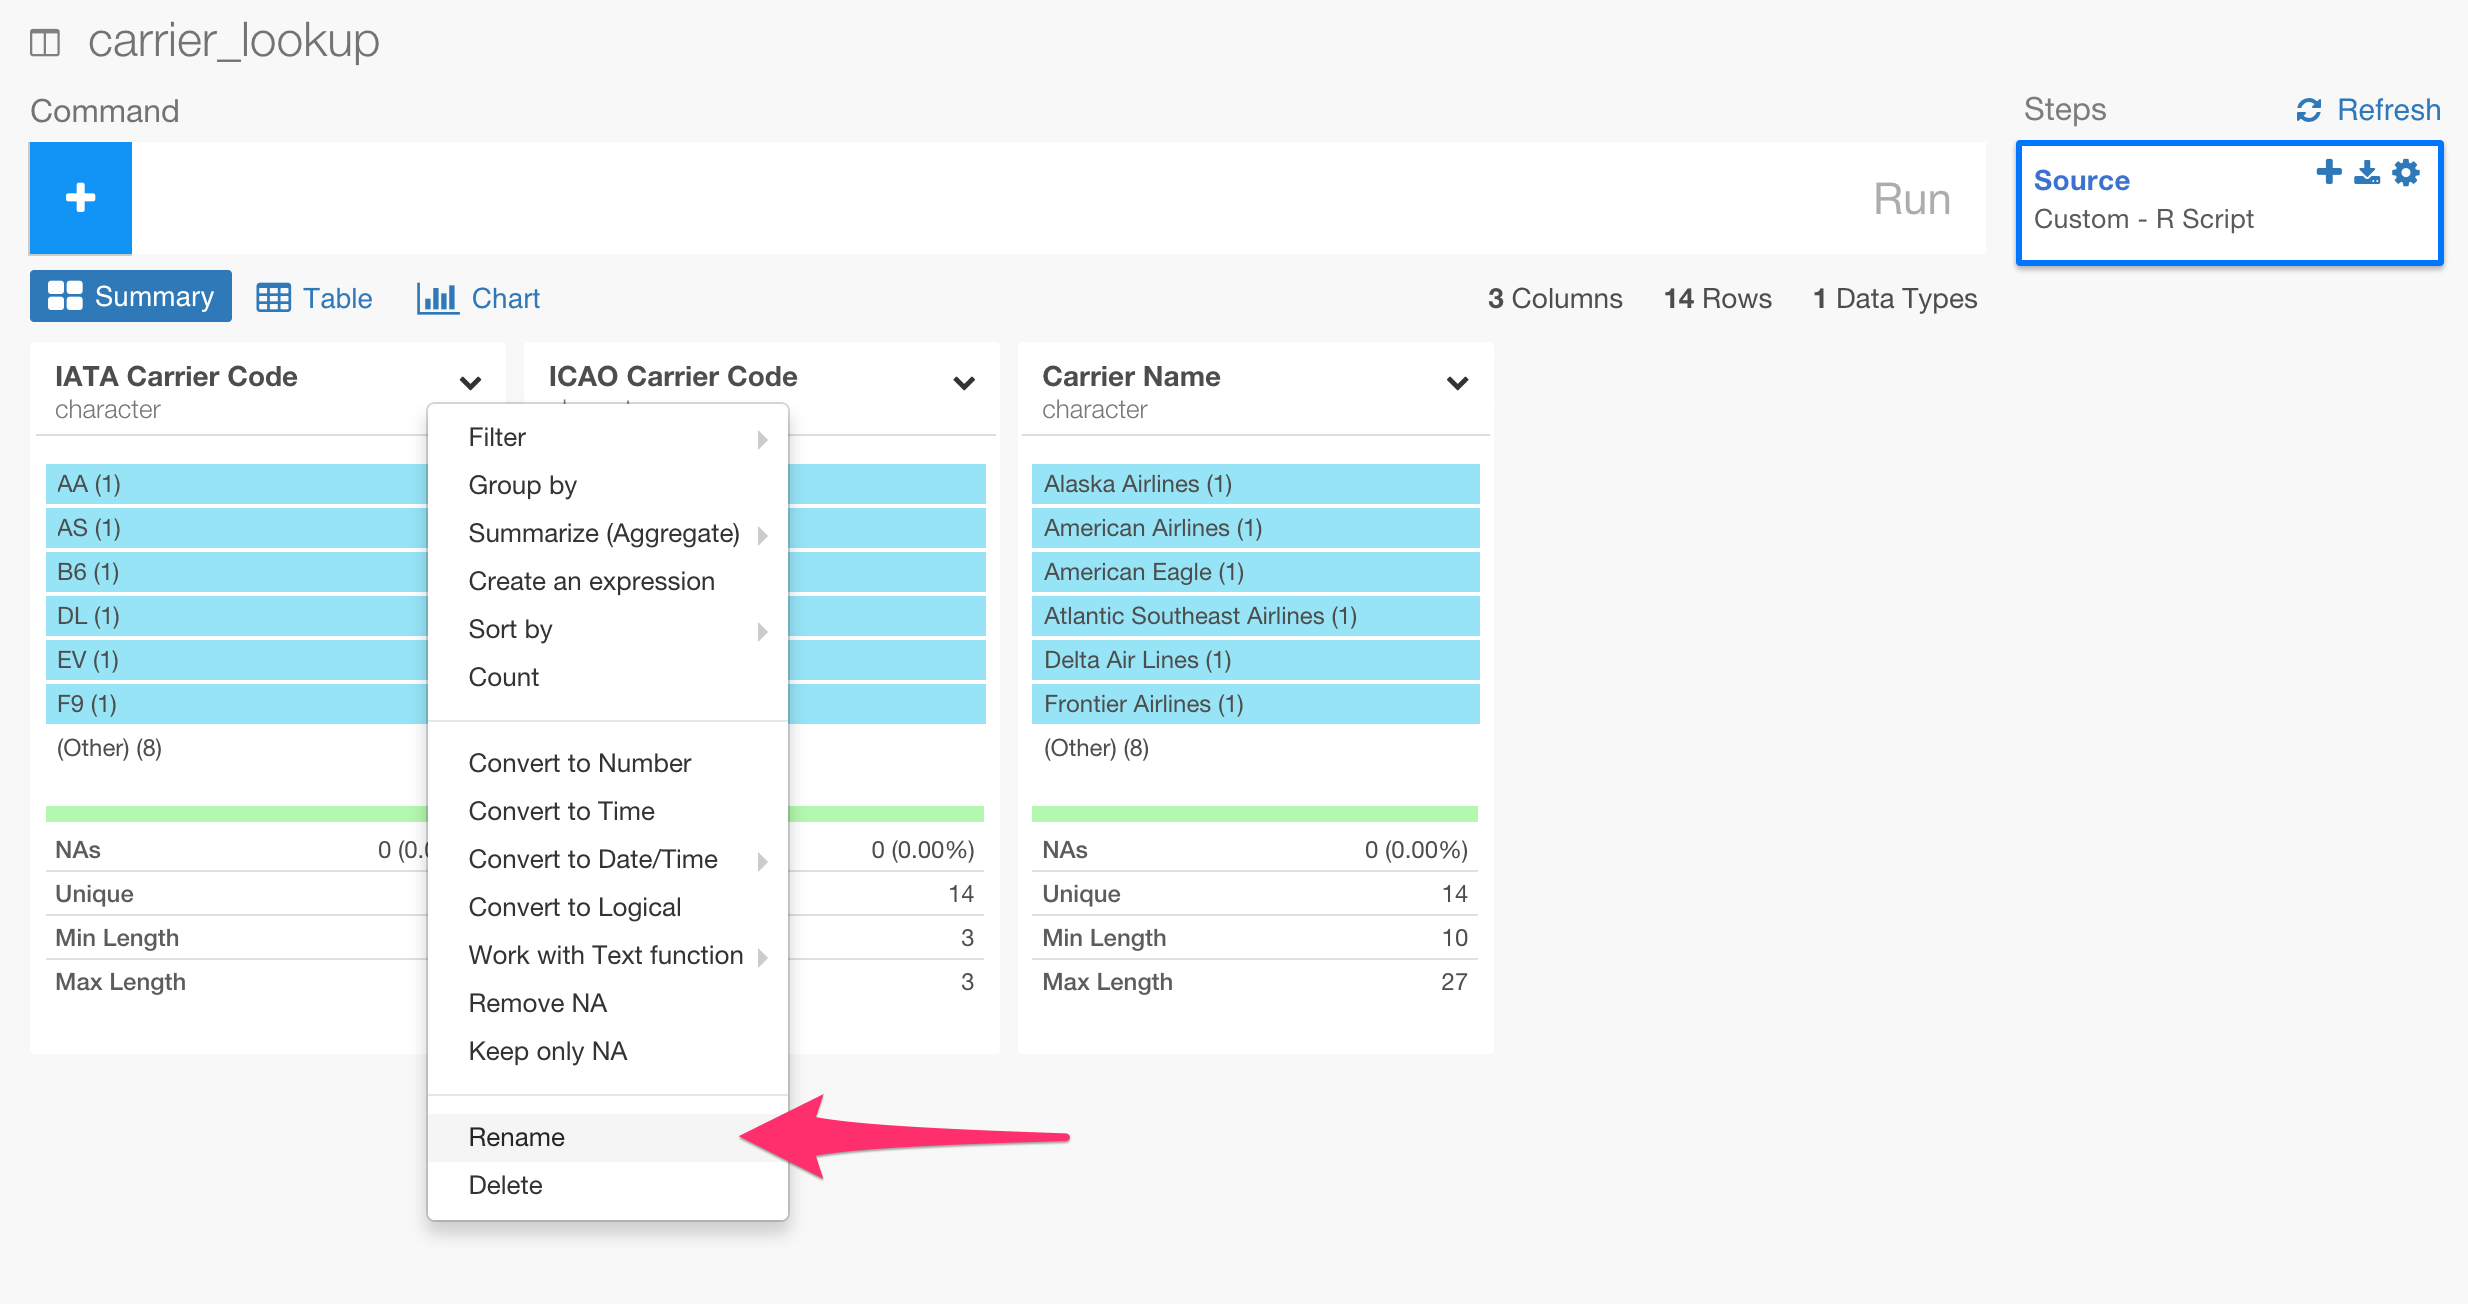 carrier_lookup
Command
Run
Steps
Refresh
Source
Custom - R Script
Summary
Table
Chart
3 Columns
14 Rows
1 Data Types
IATA Carrier Code
character
AA (1)
AS (1)
B6 (1)
DL (1)
EV (1)
F9 (1)
(Other) (8)
NAs
Unique
Min Length
Max Length
Filter
Group by
Summarize (Aggregate)
Create an expression
Sort by
Count
Convert to Number
Convert to Time
Convert to Date/Time
Convert to Logical
Work with Text function
Remove NA
Keep only NA
Rename
Delete
ICAO Carrier Code
0 (0.00%)
14
3
3
Carrier Name
character
Alaska Airlines (1)
American Airlines (1)
American Eagle (1)
Atlantic Southeast Airlines (1)
Delta Air Lines (1)
Frontier Airlines (1)
(Other) (8)
NAs 0 (0.00%)
Unique 14
Min Length 10
Max Length 27